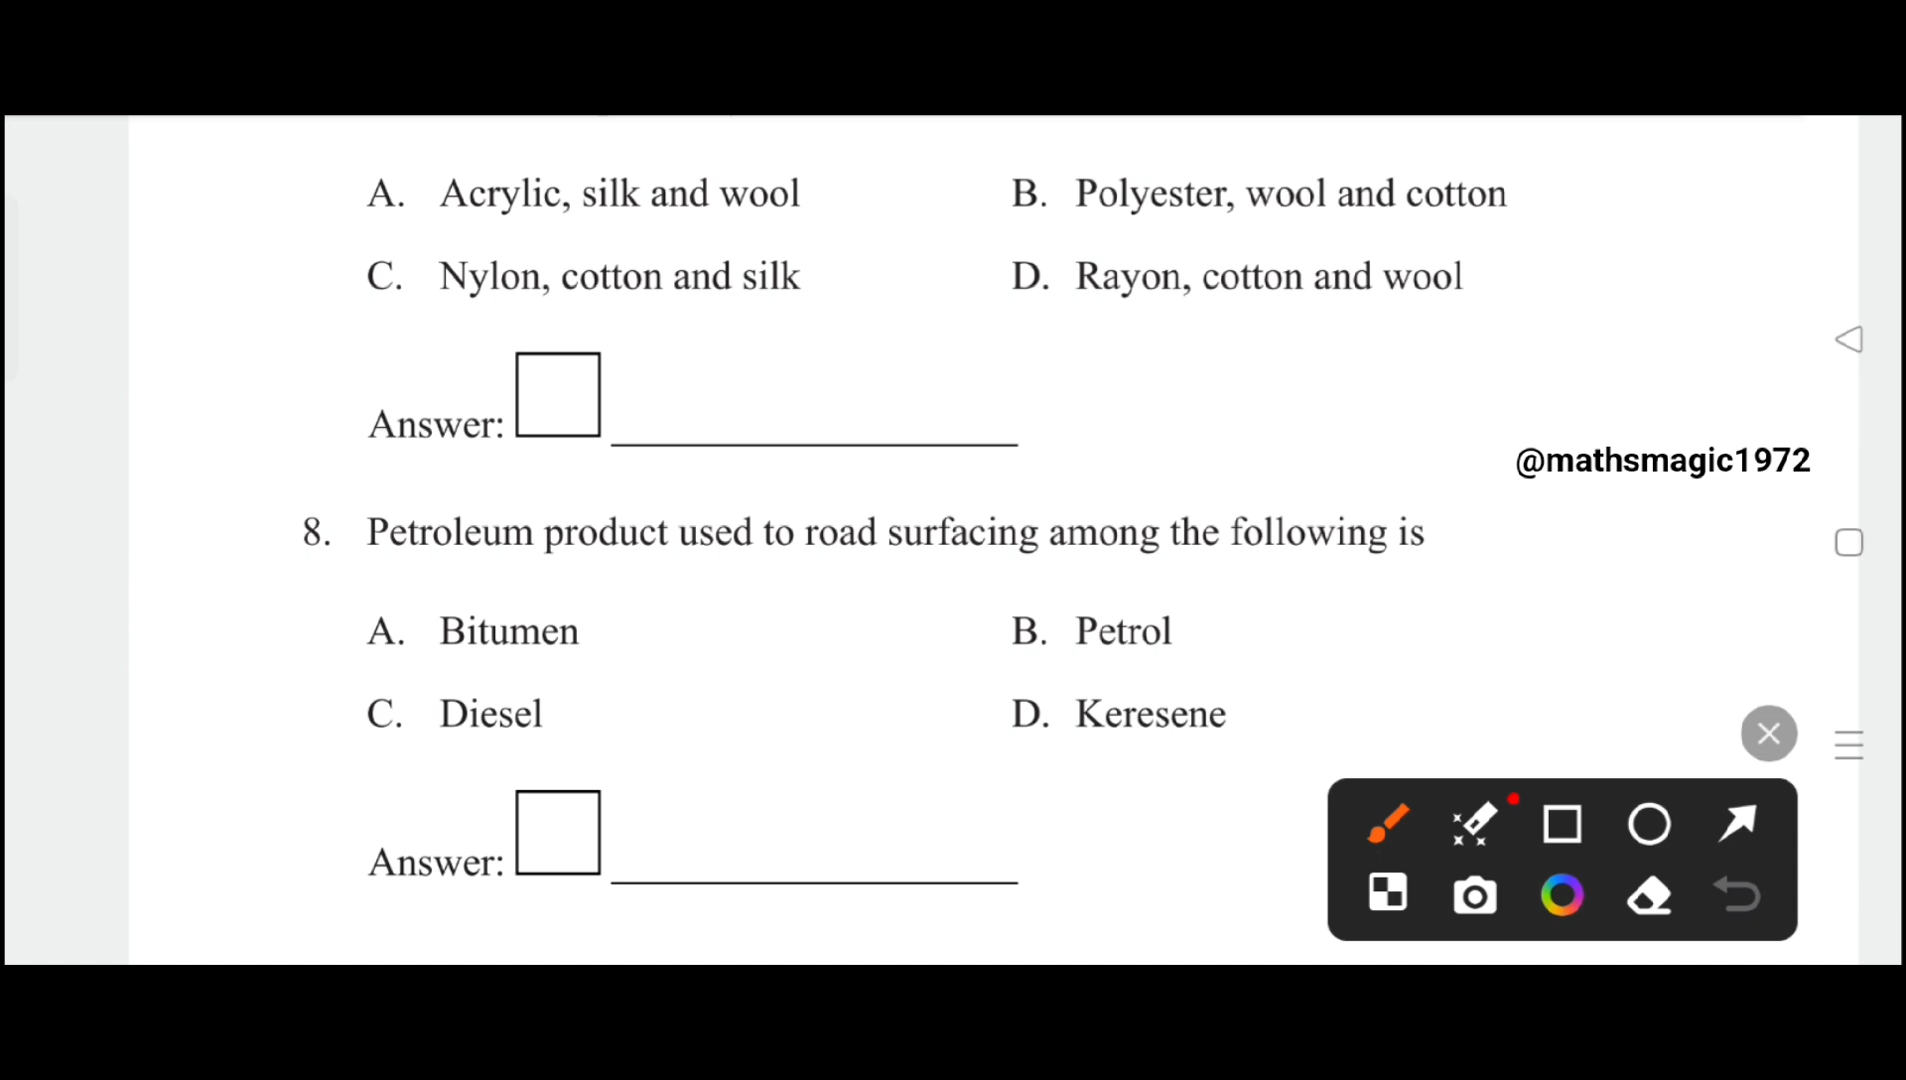 A. Acrylic, silk and wool B. Polyester, wool and cotton
C. Nylon, cotton and silk D. Rayon, cotton and wool
Answer:
@mathsmagic1972
8. Petroleum product used to road surfacing among the following is
A. Bitumen B. Petrol
C. Diesel D. Keresene
Answer: